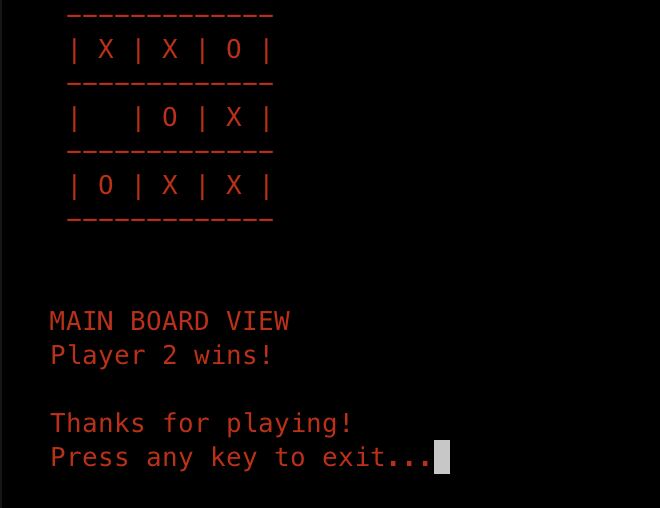 -------------
| X | X | O |
-------------
|   | O | X |
-------------
| O | X | X |
-------------
MAIN BOARD VIEW
Player 2 wins!
Thanks for playing!
Press any key to exit...